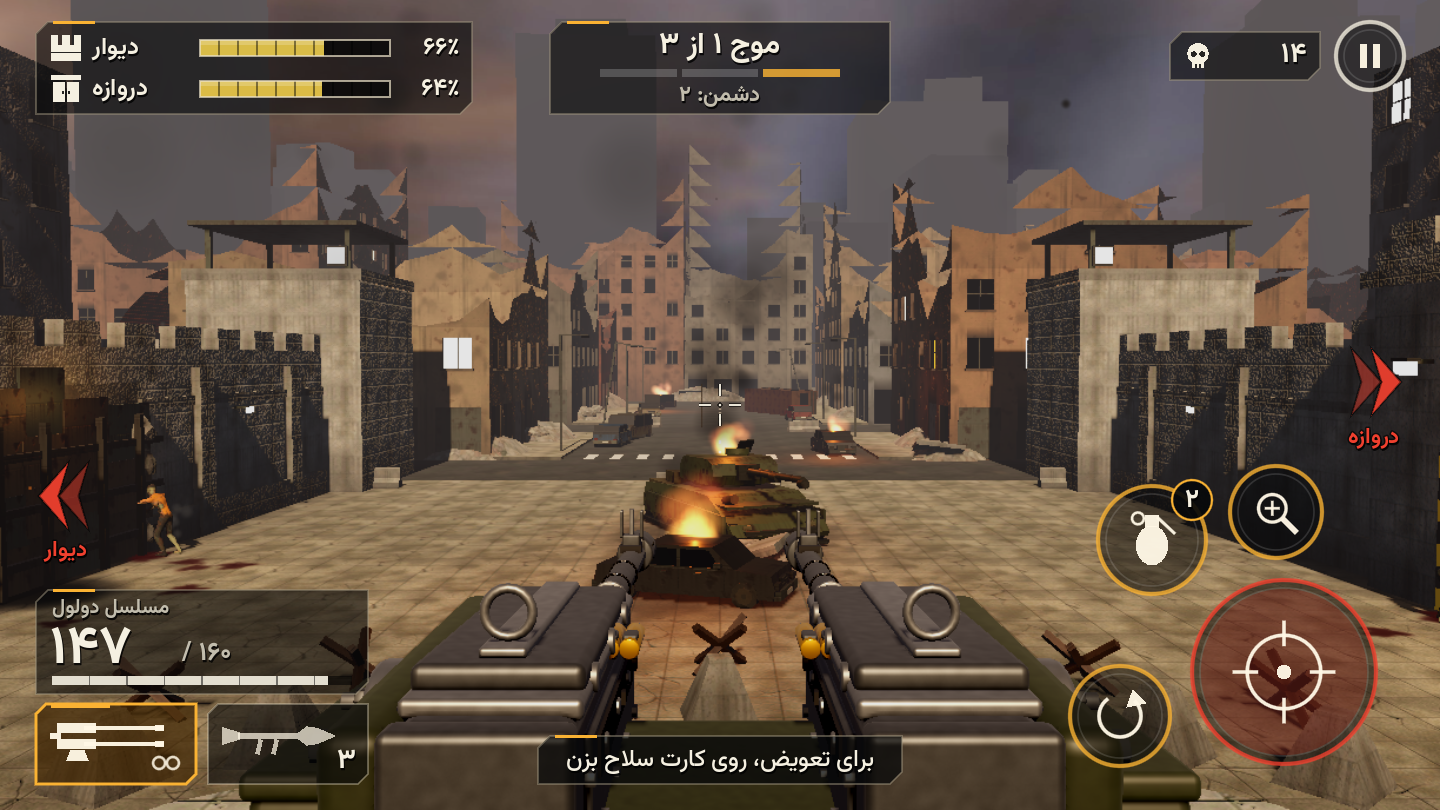 دیوار ۶۶٪
دروازه ۶۴٪
موج ۱ از ۳
دشمن: ۲
۱۴
دروازه
دیوار
۲
مسلسل دولول
۱۴۷ / ۱۶۰
∞
۳
برای تعویض، روی کارت سلاح بزن